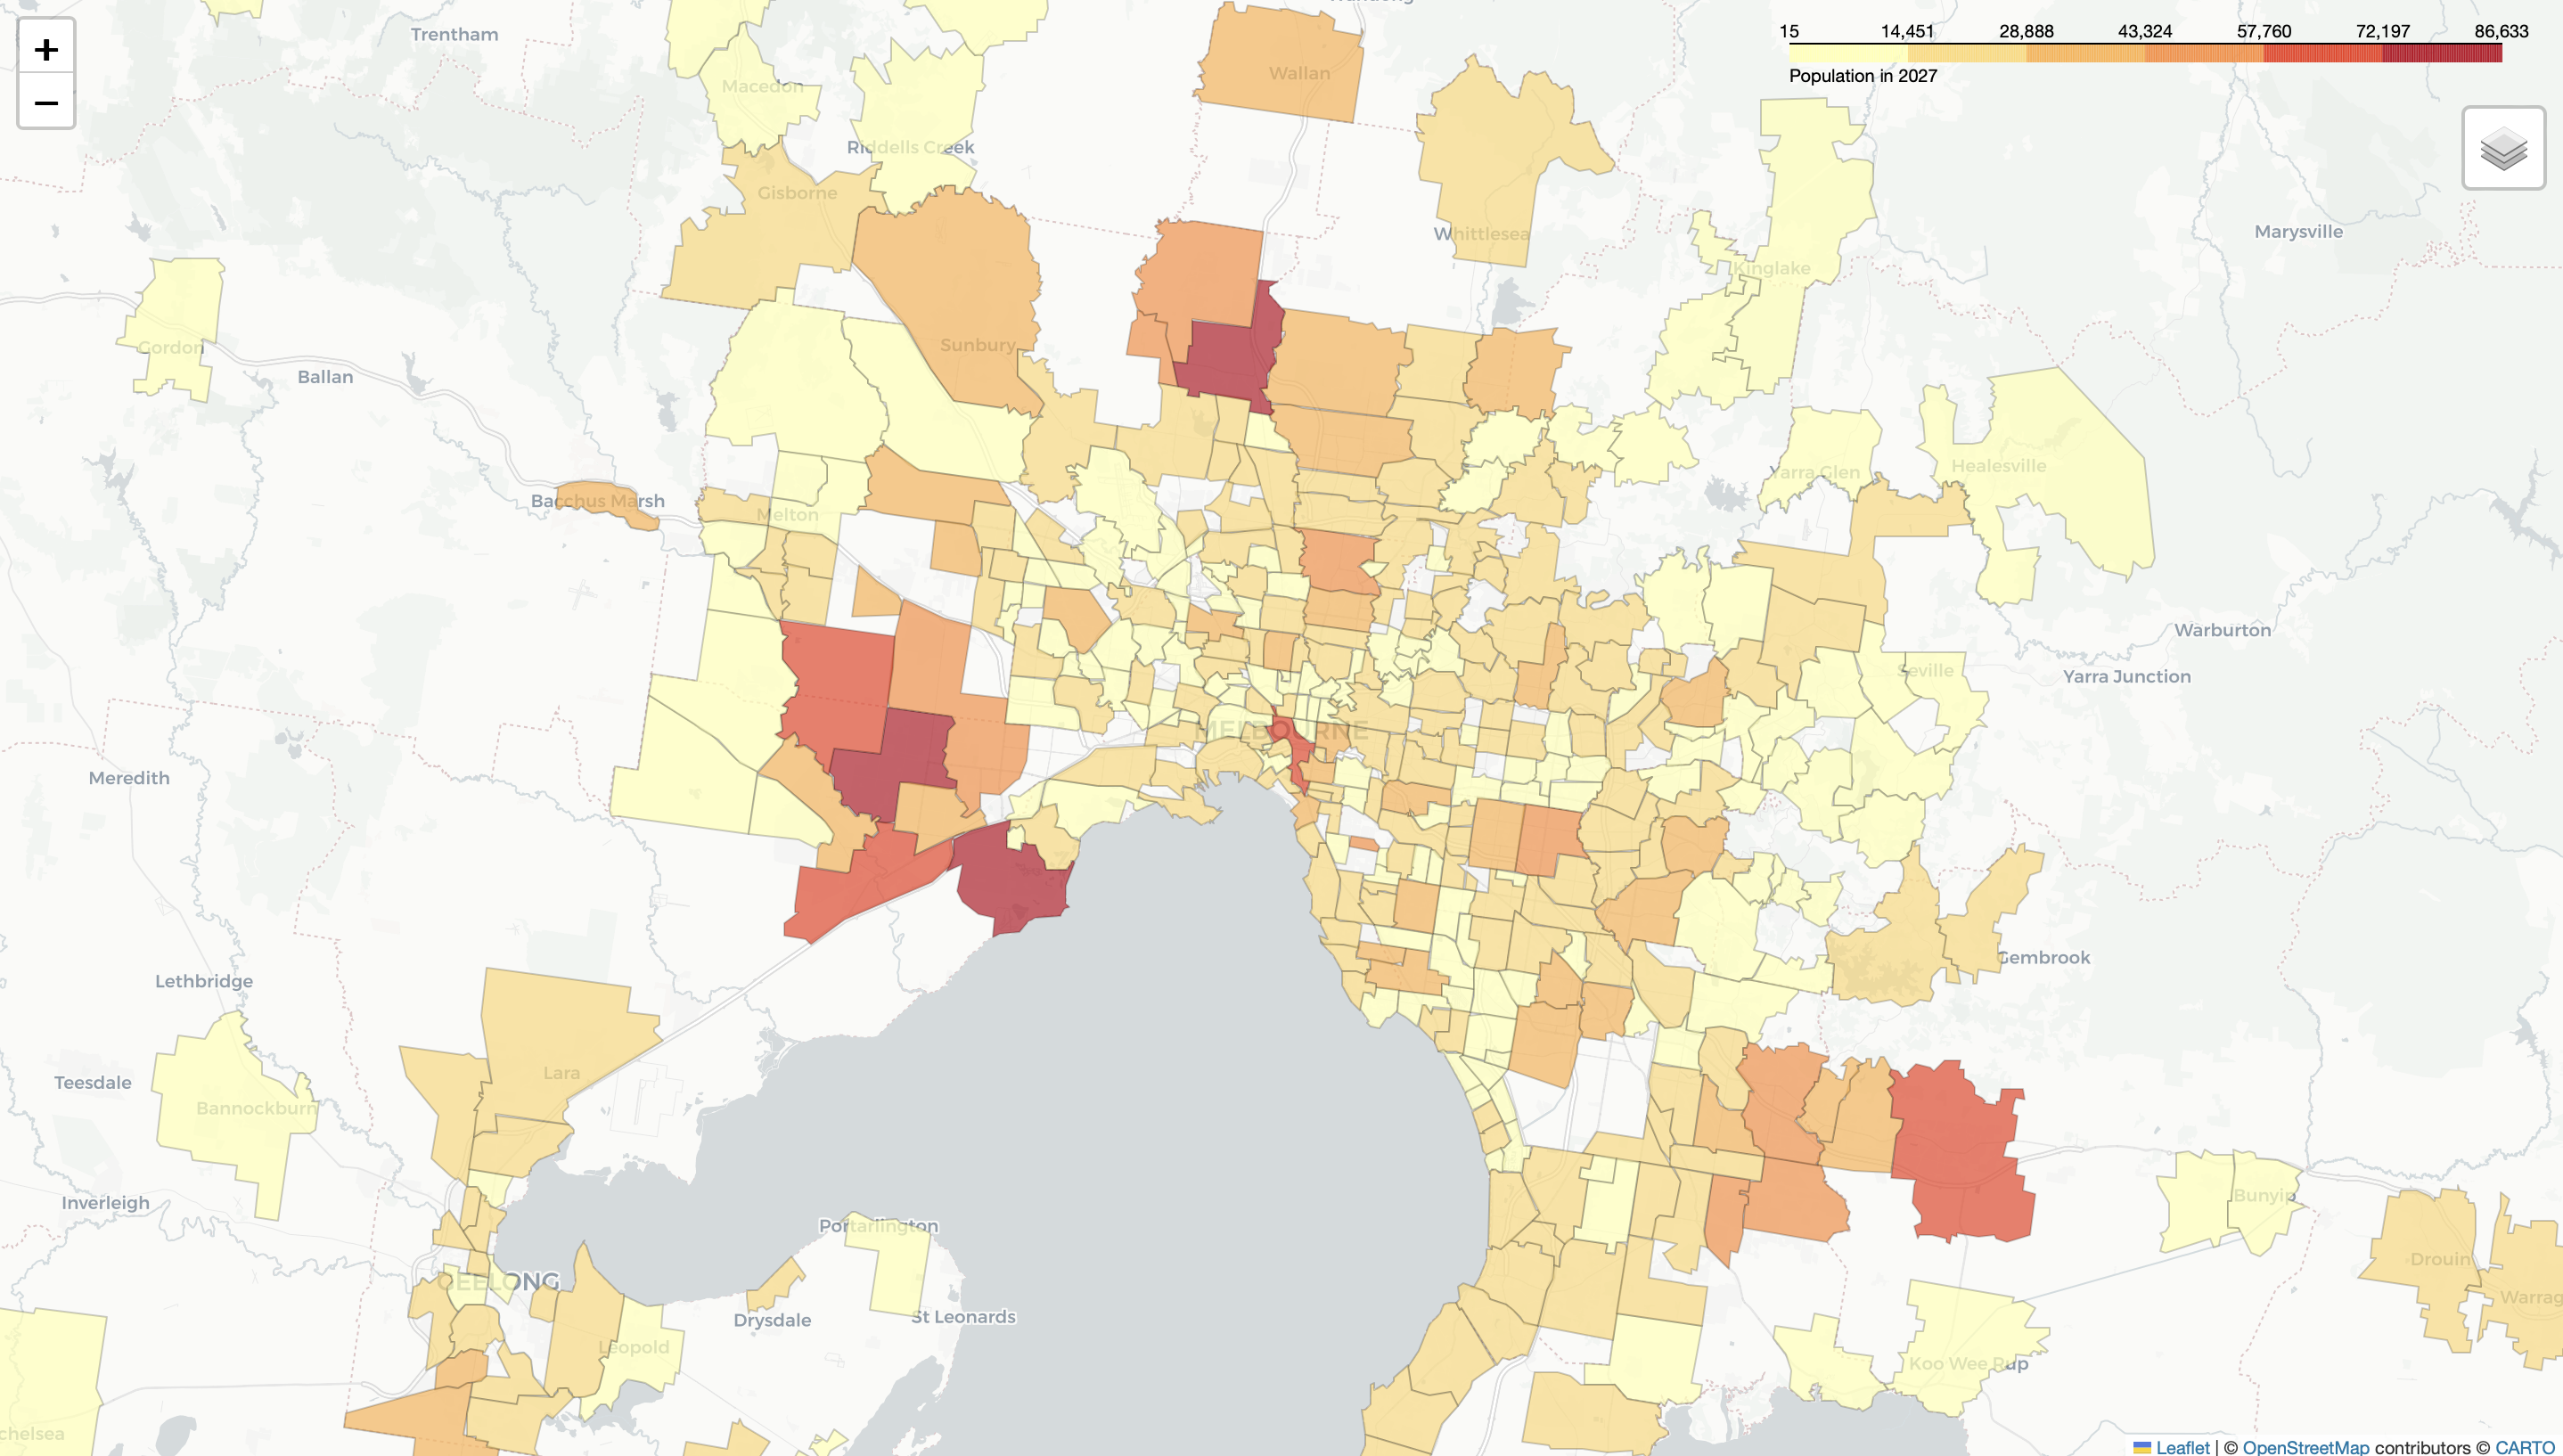 +
−
15 14,451 28,888 43,324 57,760 72,197 86,633
Population in 2027
Trentham
Macedon
Wallan
Riddells Creek
Gisborne
Whittlesea
Marysville
Kinglake
Sunbury
Gordon
Ballan
Yarra Glen
Healesville
Bacchus Marsh
Melton
Warburton
Seville
Yarra Junction
MELBOURNE
Meredith
Gembrook
Lethbridge
Lara
Teesdale
Bannockburn
Inverleigh
Bunyip
Portarlington
Drouin
GEELONG
Warrag
Drysdale
St Leonards
Leopold
Koo Wee Rup
chelsea
Leaflet | © OpenStreetMap contributors © CARTO